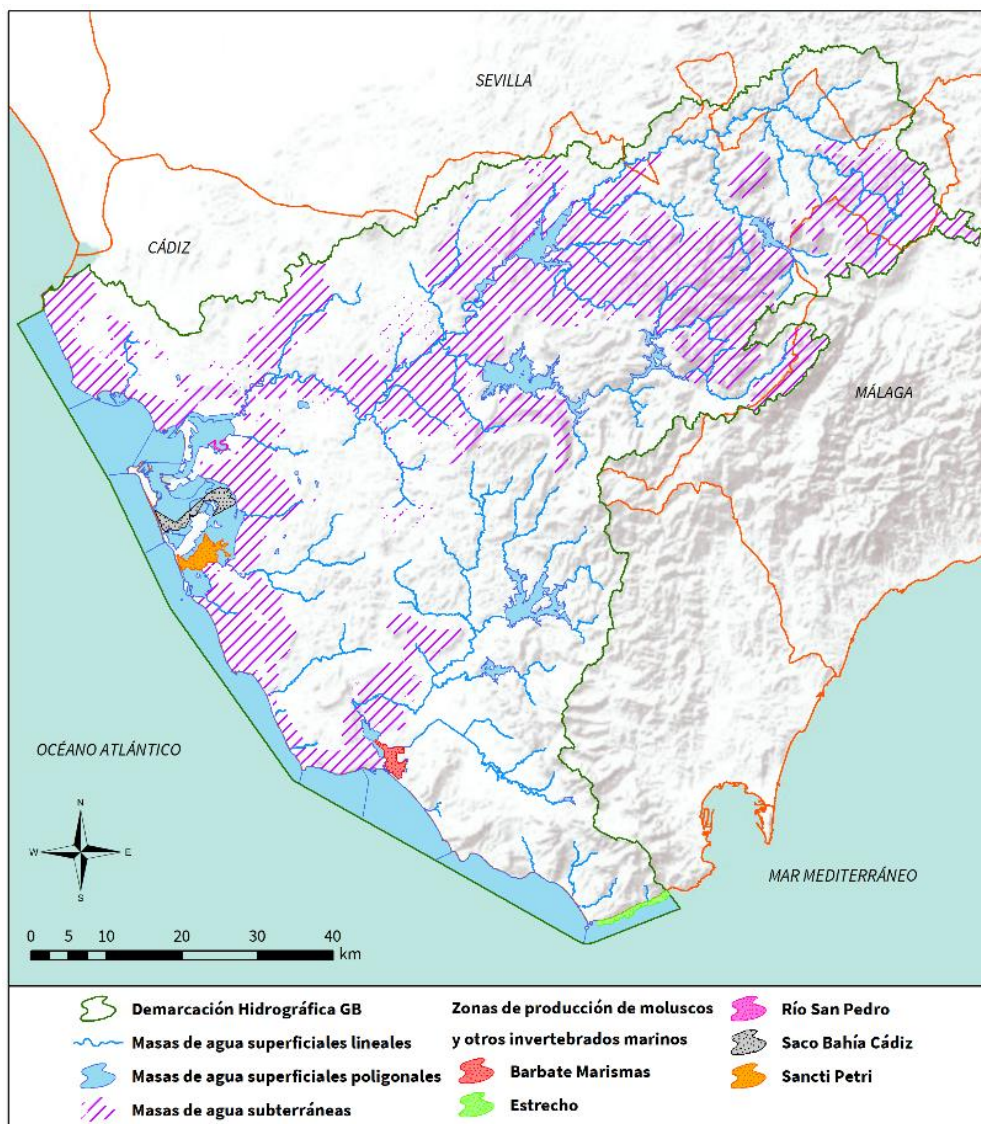 SEVILLA
CÁDIZ
MÁLAGA
OCÉANO ATLÁNTICO
MAR MEDITERRÁNEO
N
W E
S
0 5 10 20 30 40
km
Demarcación Hidrográfica GB
Masas de agua superficiales lineales
Masas de agua superficiales poligonales
Masas de agua subterráneas
Zonas de producción de moluscos
y otros invertebrados marinos
Barbate Marismas
Estrecho
Río San Pedro
Saco Bahía Cádiz
Sancti Petri